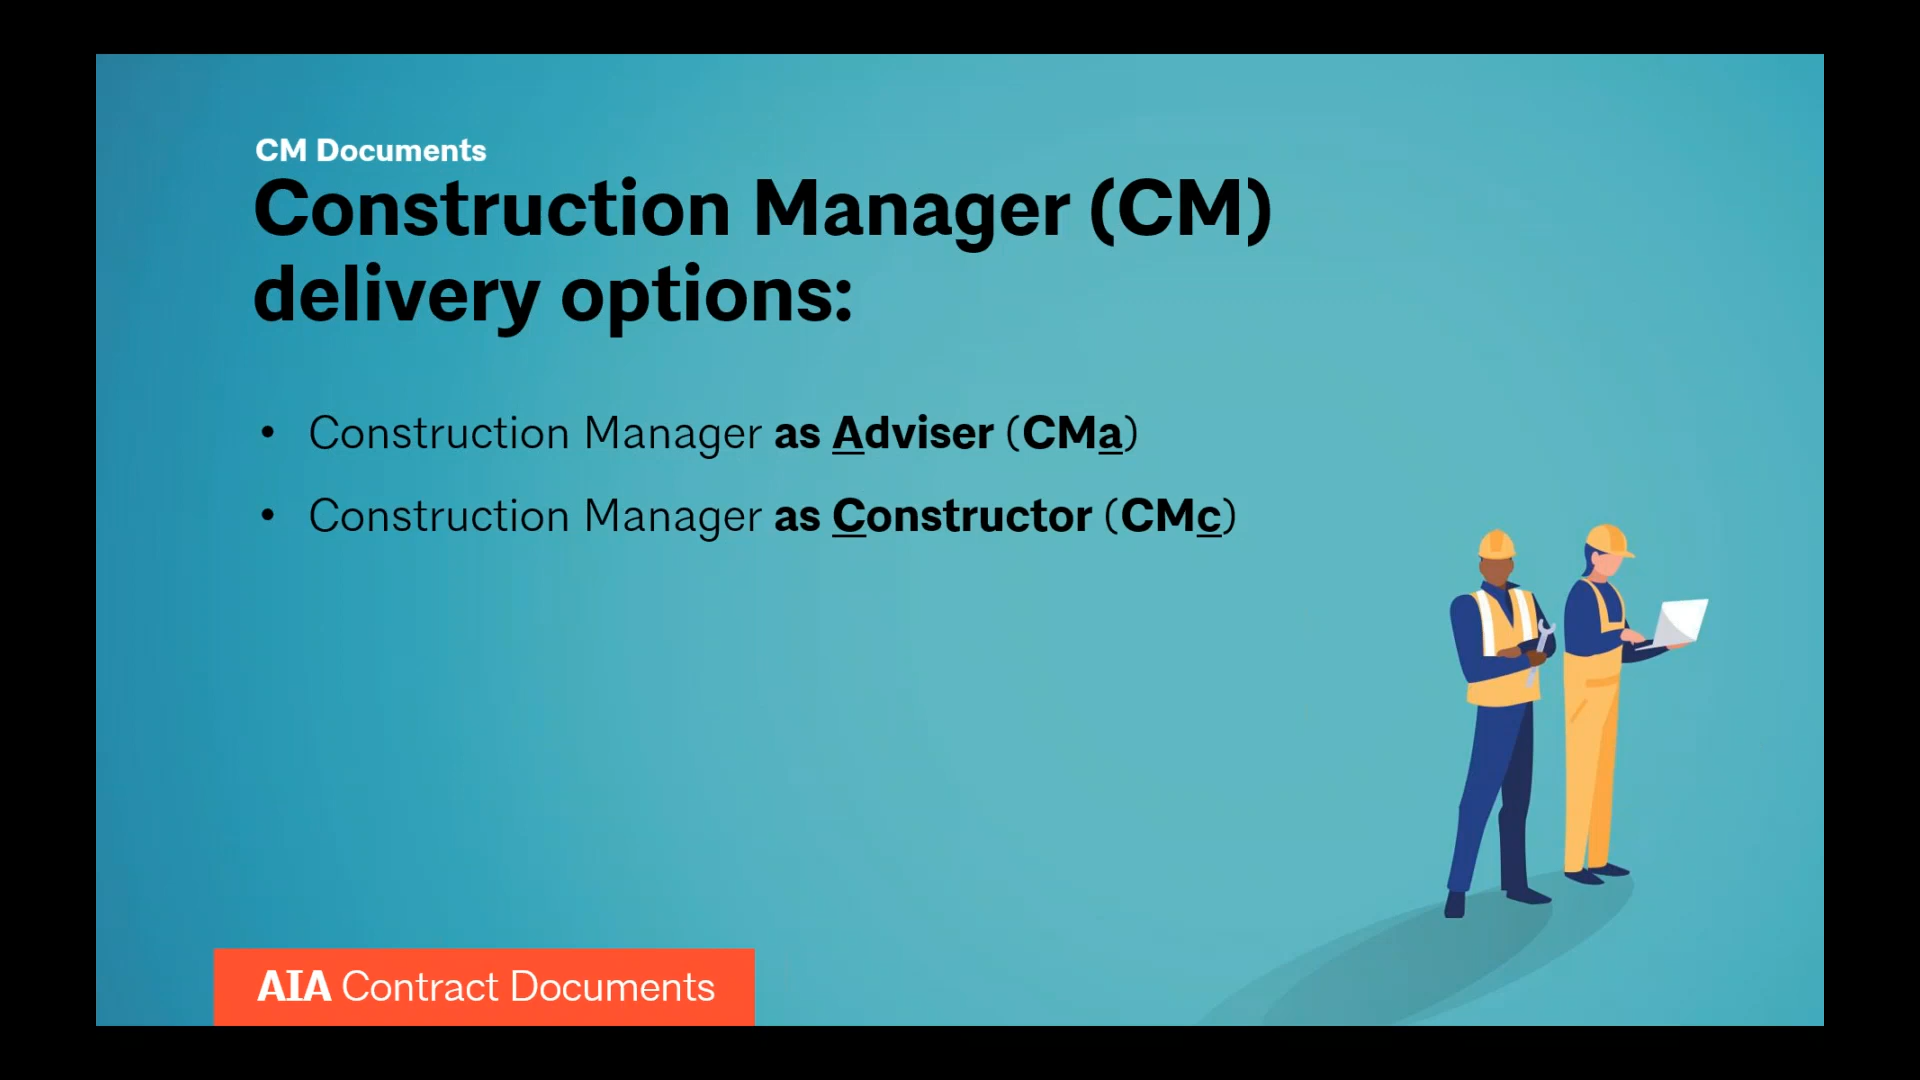 CM Documents
Construction Manager (CM)
delivery options:
• Construction Manager as Adviser (CMa)
• Construction Manager as Constructor (CMc)
AIA Contract Documents